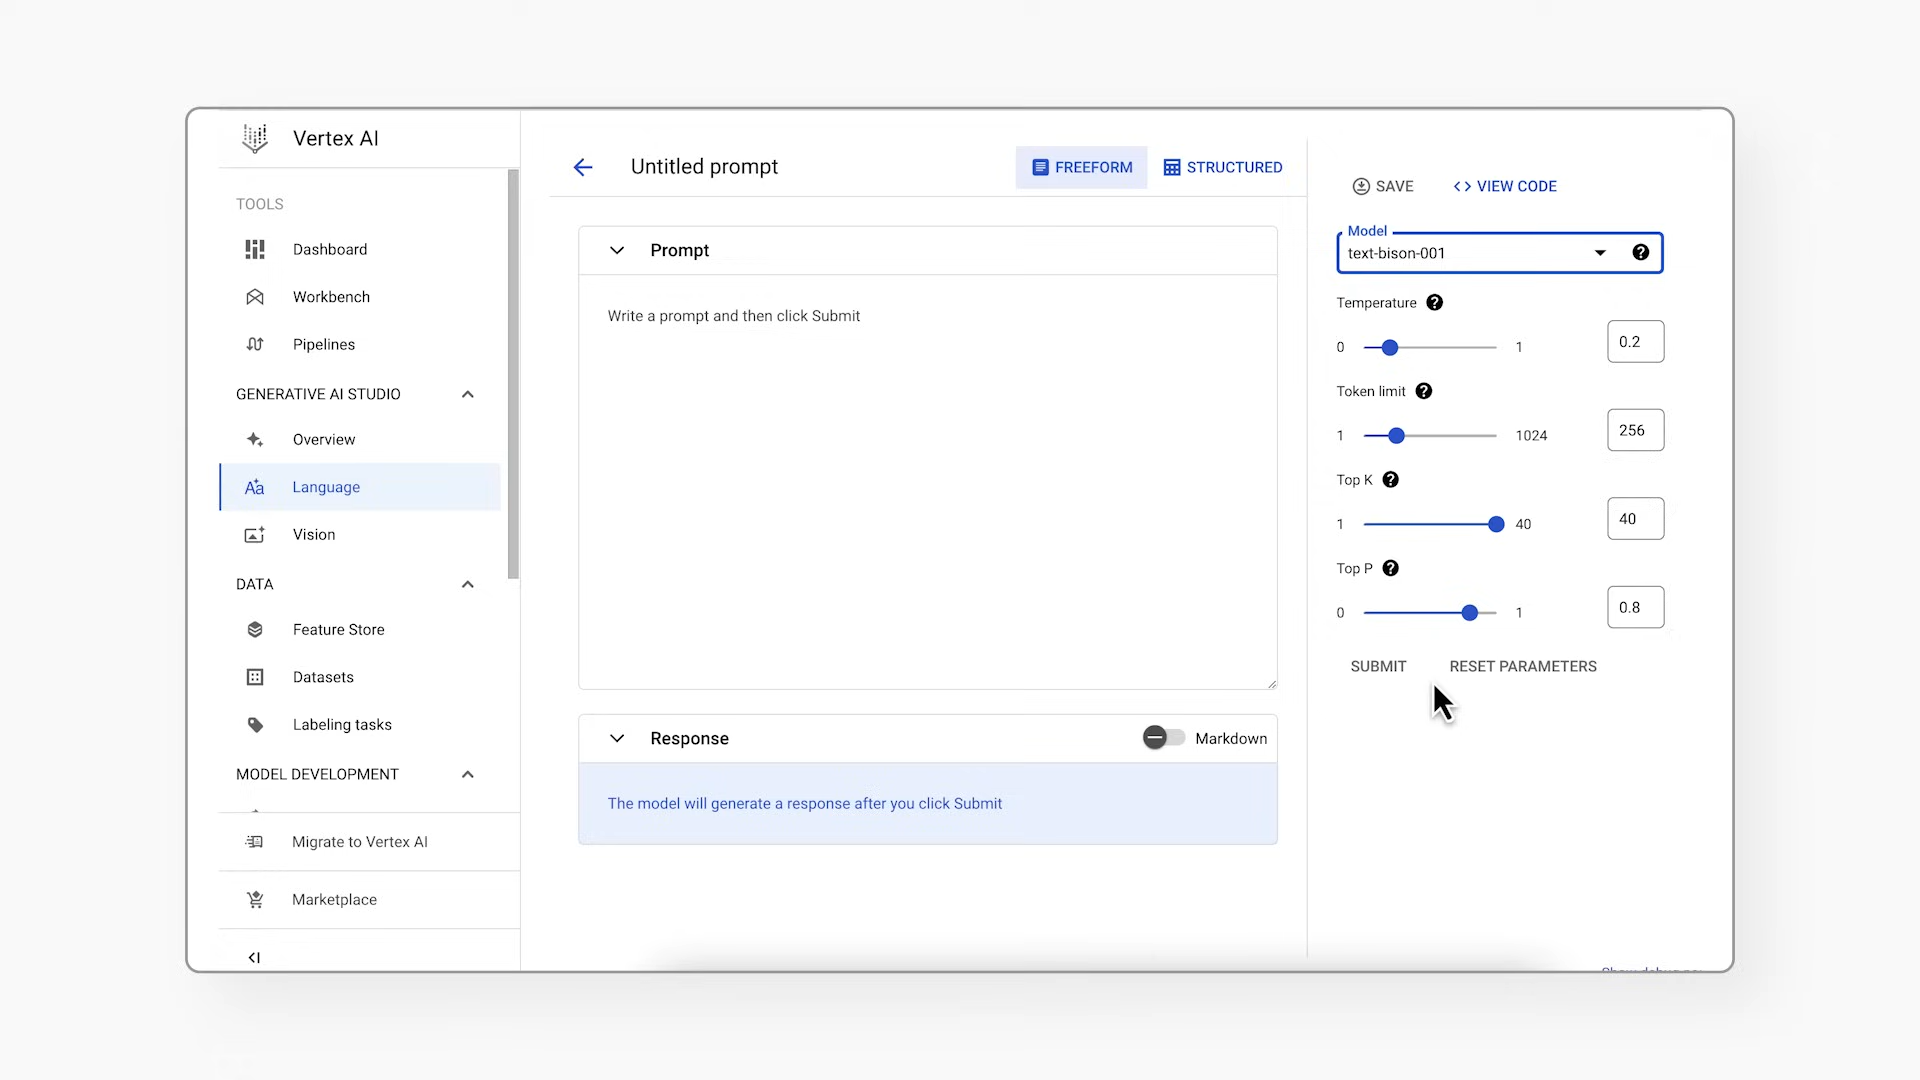 Vertex AI
TOOLS
Dashboard
Workbench
Pipelines
GENERATIVE AI STUDIO
Overview
Language
Vision
DATA
Feature Store
Datasets
Labeling tasks
MODEL DEVELOPMENT
Migrate to Vertex AI
Marketplace
Untitled prompt
FREEFORM
STRUCTURED
Prompt
Write a prompt and then click Submit
Response
Markdown
The model will generate a response after you click Submit
SAVE
<> VIEW CODE
Model
text-bison-001
Temperature
0 1 0.2
Token limit
1 1024 256
Top K
1 40 40
Top P
0 1 0.8
SUBMIT
RESET PARAMETERS